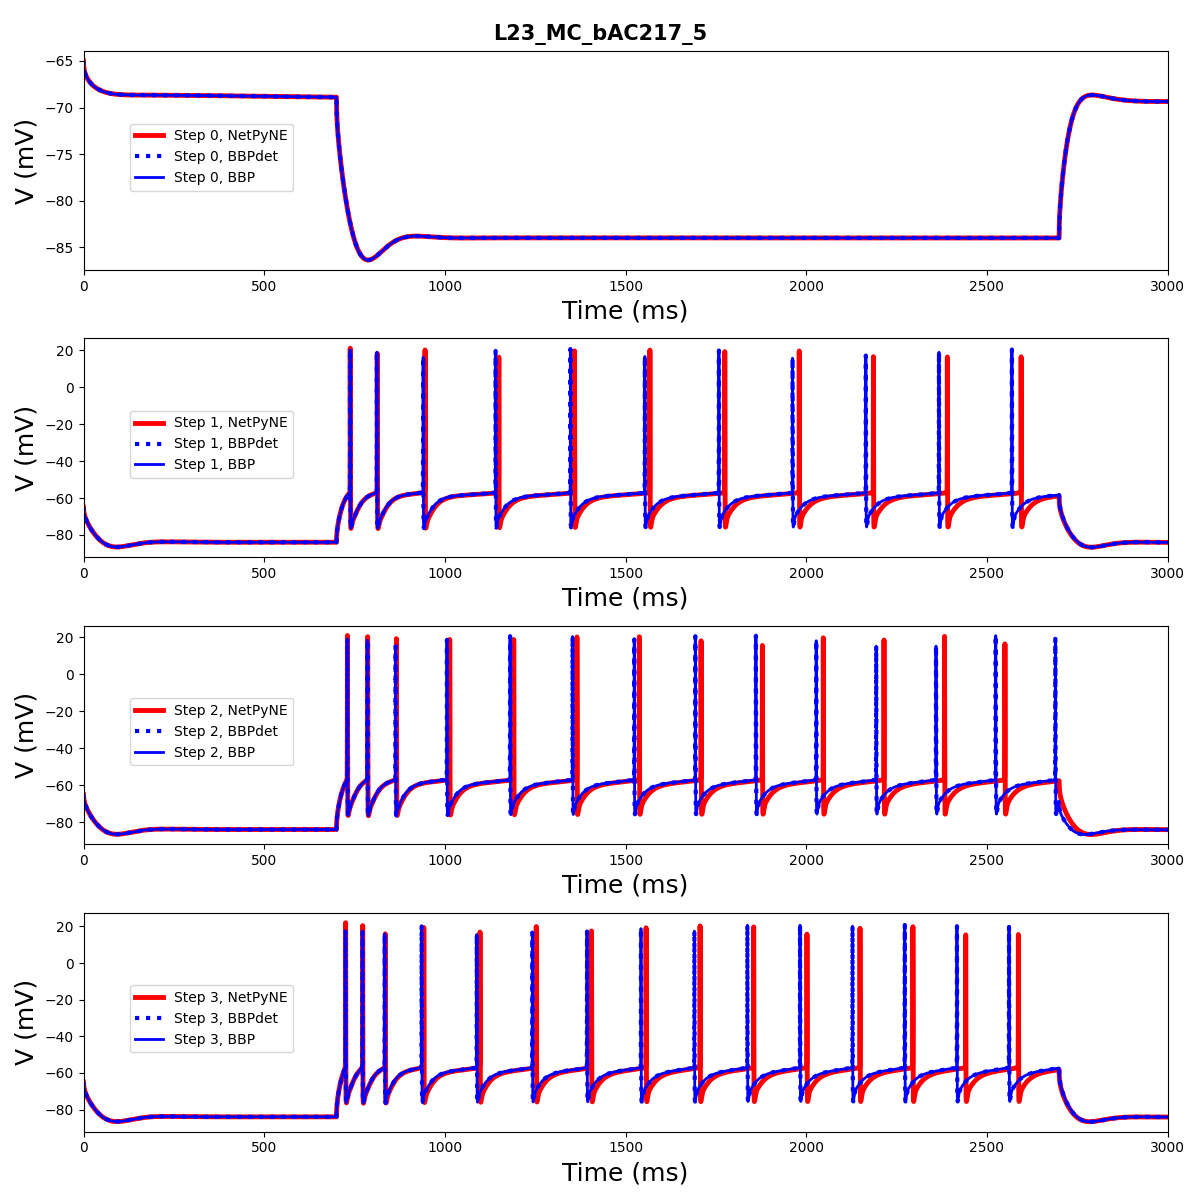 L23_MC_bAC217_5
−65
−70
−75
−80
−85
V (mV)
Step 0, NetPyNE
Step 0, BBPdet
Step 0, BBP
0 500 1000 1500 2000 2500 3000
Time (ms)
20
0
−20
−40
−60
−80
V (mV)
Step 1, NetPyNE
Step 1, BBPdet
Step 1, BBP
0 500 1000 1500 2000 2500 3000
Time (ms)
20
0
−20
−40
−60
−80
V (mV)
Step 2, NetPyNE
Step 2, BBPdet
Step 2, BBP
0 500 1000 1500 2000 2500 3000
Time (ms)
20
0
−20
−40
−60
−80
V (mV)
Step 3, NetPyNE
Step 3, BBPdet
Step 3, BBP
0 500 1000 1500 2000 2500 3000
Time (ms)